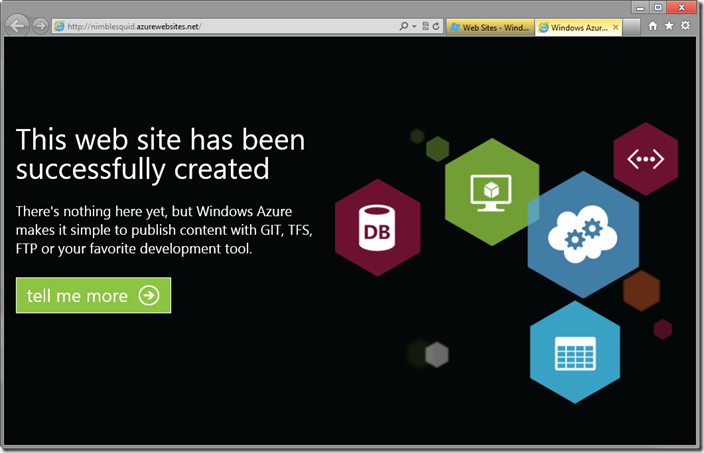 http://nimblesquid.azurewebsites.net/
Web Sites - Wind...
Windows Azur...
This web site has been
successfully created
There's nothing here yet, but Windows Azure
makes it simple to publish content with GIT, TFS,
FTP or your favorite development tool.
tell me more
DB